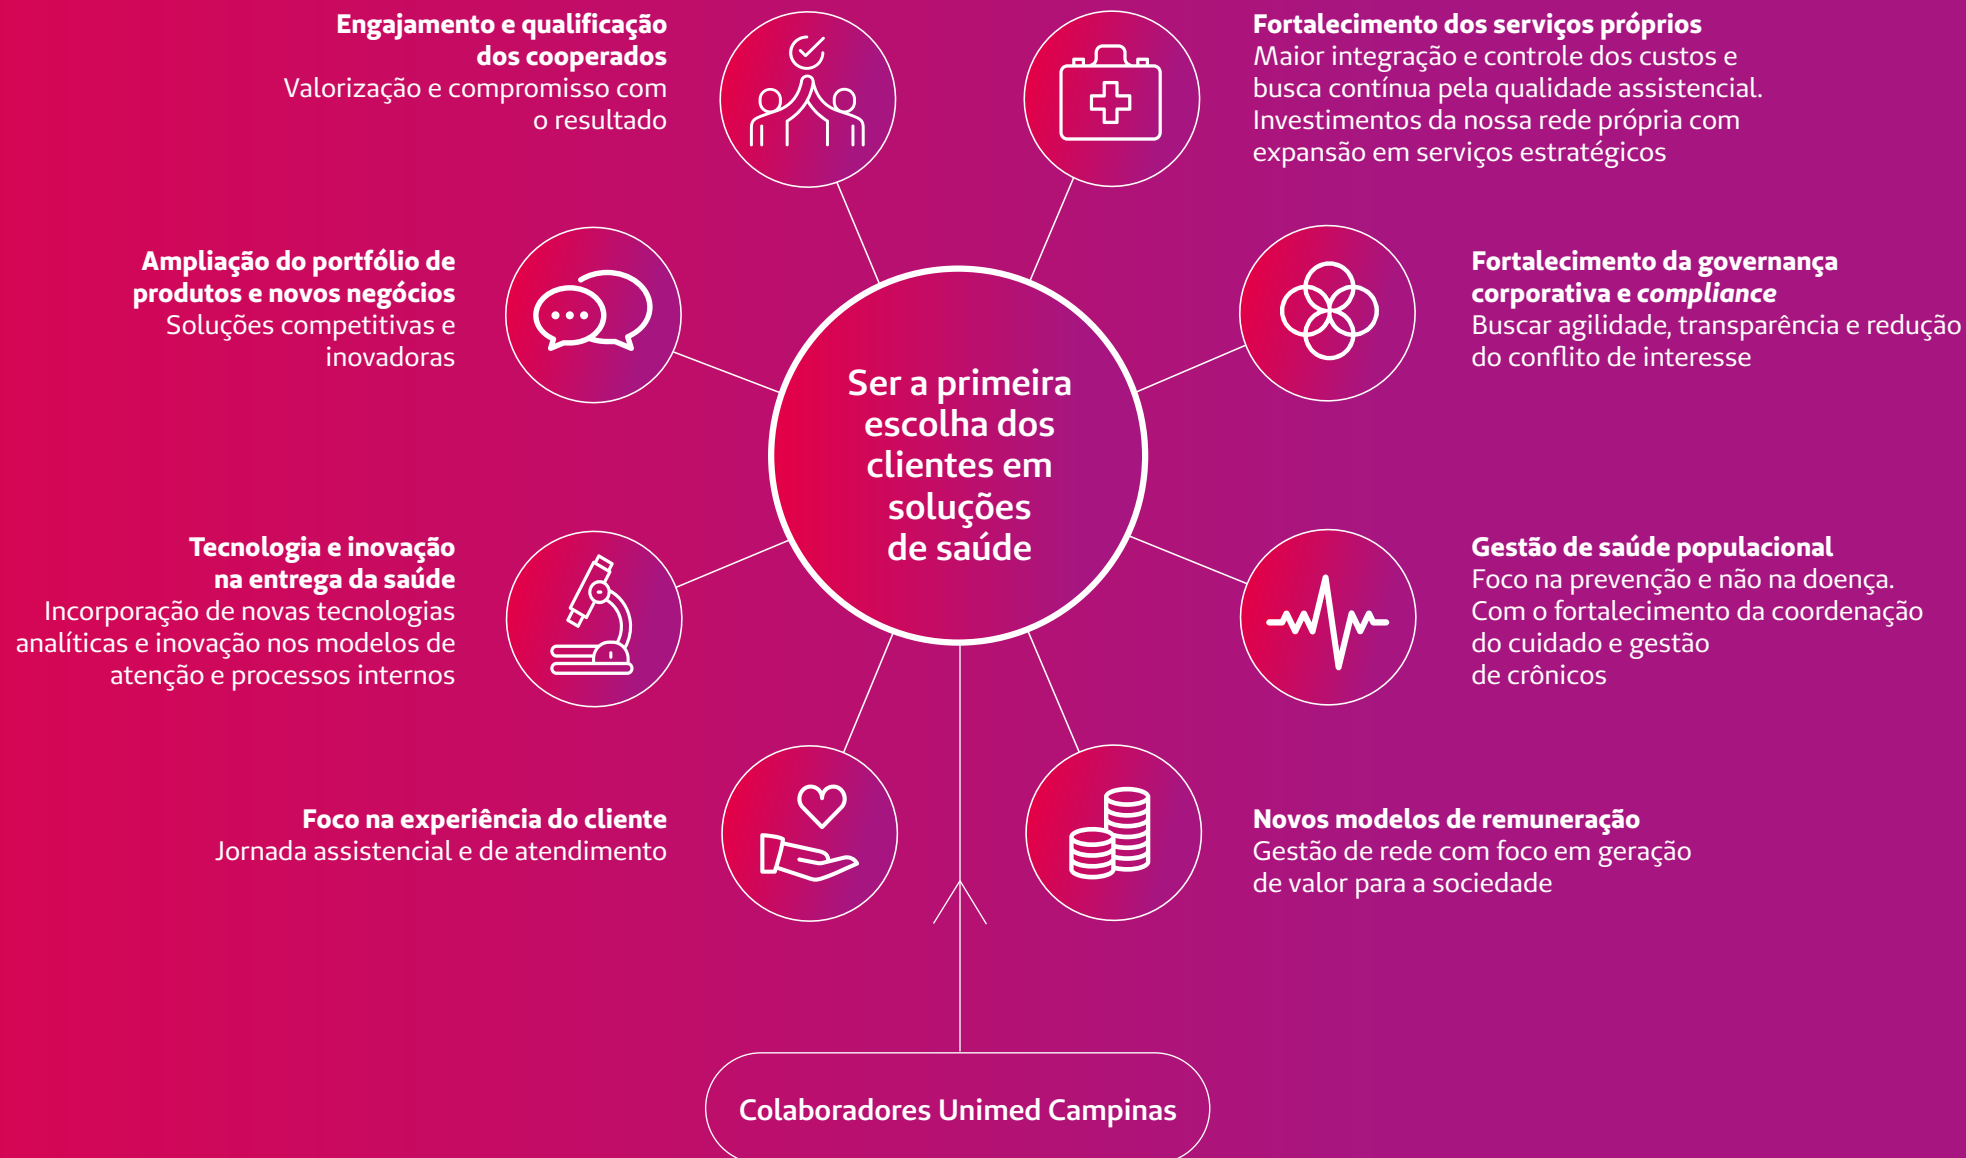 Engajamento e qualificação
dos cooperados
Valorização e compromisso com
o resultado
Fortalecimento dos serviços próprios
Maior integração e controle dos custos e
busca contínua pela qualidade assistencial.
Investimentos da nossa rede própria com
expansão em serviços estratégicos
Ampliação do portfólio de
produtos e novos negócios
Soluções competitivas e
inovadoras
Fortalecimento da governança
corporativa e compliance
Buscar agilidade, transparência e redução
do conflito de interesse
Ser a primeira
escolha dos
clientes em
soluções
de saúde
Tecnologia e inovação
na entrega da saúde
Incorporação de novas tecnologias
analíticas e inovação nos modelos de
atenção e processos internos
Gestão de saúde populacional
Foco na prevenção e não na doença.
Com o fortalecimento da coordenação
do cuidado e gestão
de crônicos
Foco na experiência do cliente
Jornada assistencial e de atendimento
Novos modelos de remuneração
Gestão de rede com foco em geração
de valor para a sociedade
Colaboradores Unimed Campinas